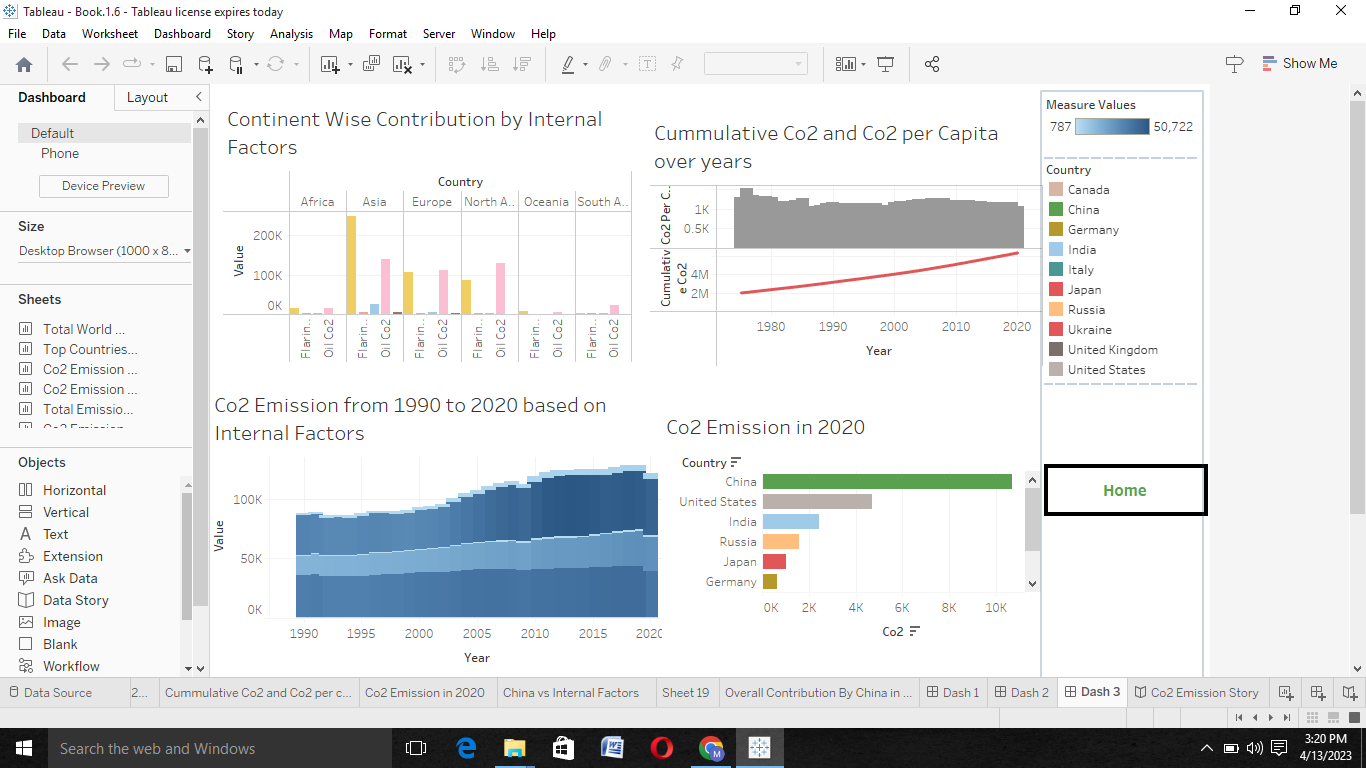 Tableau - Book.1.6 - Tableau license expires today
File Data Worksheet Dashboard Story Analysis Map Format Server Window Help
Show Me
Dashboard Layout
Default
Phone
Device Preview
Size
Desktop Browser (1000 x 8...
Sheets
Total World ...
Top Countries...
Co2 Emission ...
Co2 Emission ...
Total Emissio...
Objects
Horizontal
Vertical
Text
Extension
Ask Data
Data Story
Image
Blank
Workflow
Continent Wise Contribution by Internal
Factors
Country
Africa Asia Europe North A.. Oceania South A..
Value
200K
100K
0K
Flarin.. Oil Co2 Flarin.. Oil Co2 Flarin.. Oil Co2 Flarin.. Oil Co2 Flarin.. Oil Co2 Flarin.. Oil Co2
Cummulative Co2 and Co2 per Capita
over years
Co2 Per C..
1K
0.5K
Cumulativ
e Co2
4M
2M
1980 1990 2000 2010 2020
Year
Co2 Emission from 1990 to 2020 based on
Internal Factors
Value
100K
50K
0K
1990 1995 2000 2005 2010 2015 2020
Year
Co2 Emission in 2020
Country
China
United States
India
Russia
Japan
Germany
0K 2K 4K 6K 8K 10K
Co2
Measure Values
787 50,722
Country
Canada
China
Germany
India
Italy
Japan
Russia
Ukraine
United Kingdom
United States
Home
Data Source 2... Cummulative Co2 and Co2 per c... Co2 Emission in 2020 China vs Internal Factors Sheet 19 Overall Contribution By China in ... Dash 1 Dash 2 Dash 3 Co2 Emission Story
Search the web and Windows
3:20 PM
4/13/2023